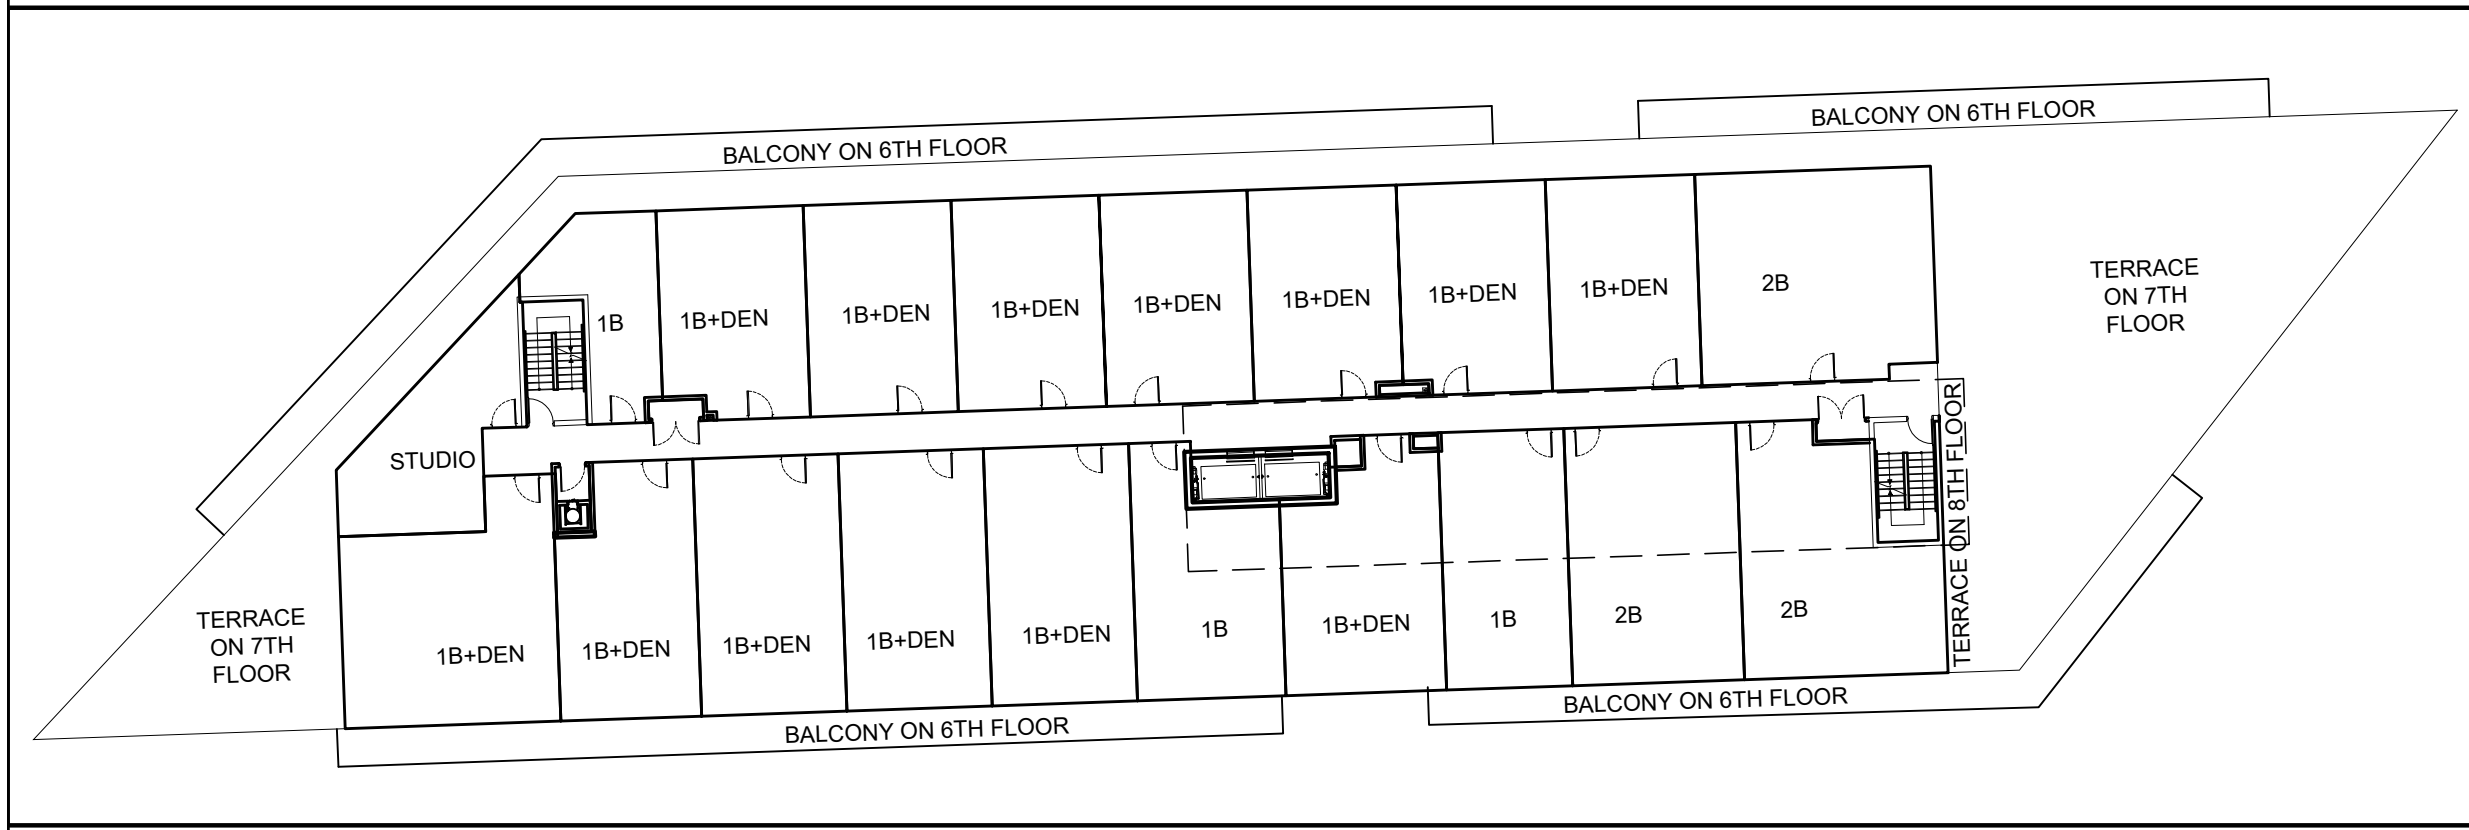 BALCONY ON 6TH FLOOR
BALCONY ON 6TH FLOOR
1B
1B+DEN
1B+DEN
1B+DEN
1B+DEN
1B+DEN
1B+DEN
1B+DEN
2B
TERRACE
ON 7TH
FLOOR
STUDIO
TERRACE ON 8TH FLOOR
TERRACE
ON 7TH
FLOOR
1B+DEN
1B+DEN
1B+DEN
1B+DEN
1B+DEN
1B
1B+DEN
1B
2B
2B
BALCONY ON 6TH FLOOR
BALCONY ON 6TH FLOOR